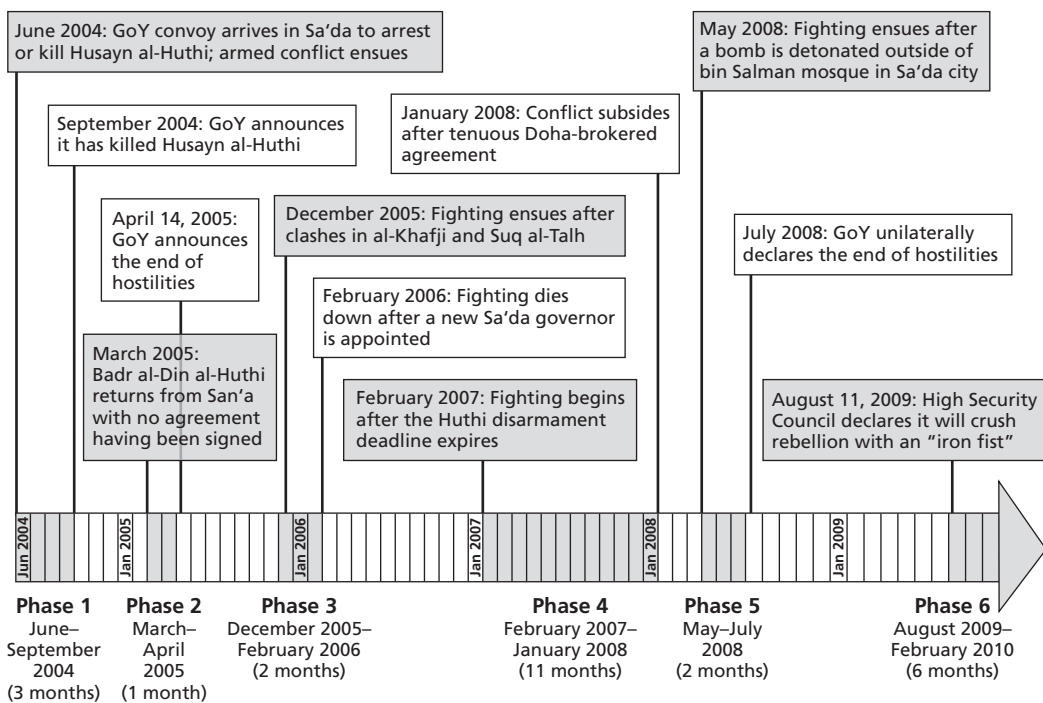 June 2004: GoY convoy arrives in Sa‘da to arrest
or kill Husayn al-Huthi; armed conflict ensues
May 2008: Fighting ensues after
a bomb is detonated outside of
bin Salman mosque in Sa‘da city
September 2004: GoY announces
it has killed Husayn al-Huthi
January 2008: Conflict subsides
after tenuous Doha-brokered
agreement
April 14, 2005:
GoY announces
the end of
hostilities
December 2005: Fighting ensues after
clashes in al-Khafji and Suq al-Talh
July 2008: GoY unilaterally
declares the end of hostilities
February 2006: Fighting dies
down after a new Sa‘da governor
is appointed
March 2005:
Badr al-Din al-Huthi
returns from San‘a
with no agreement
having been signed
February 2007: Fighting begins
after the Huthi disarmament
deadline expires
August 11, 2009: High Security
Council declares it will crush
rebellion with an “iron fist”
Jun 2004
Jan 2005
Jan 2006
Jan 2007
Jan 2008
Jan 2009
Phase 1
June–
September
2004
(3 months)
Phase 2
March–
April
2005
(1 month)
Phase 3
December 2005–
February 2006
(2 months)
Phase 4
February 2007–
January 2008
(11 months)
Phase 5
May–July
2008
(2 months)
Phase 6
August 2009–
February 2010
(6 months)